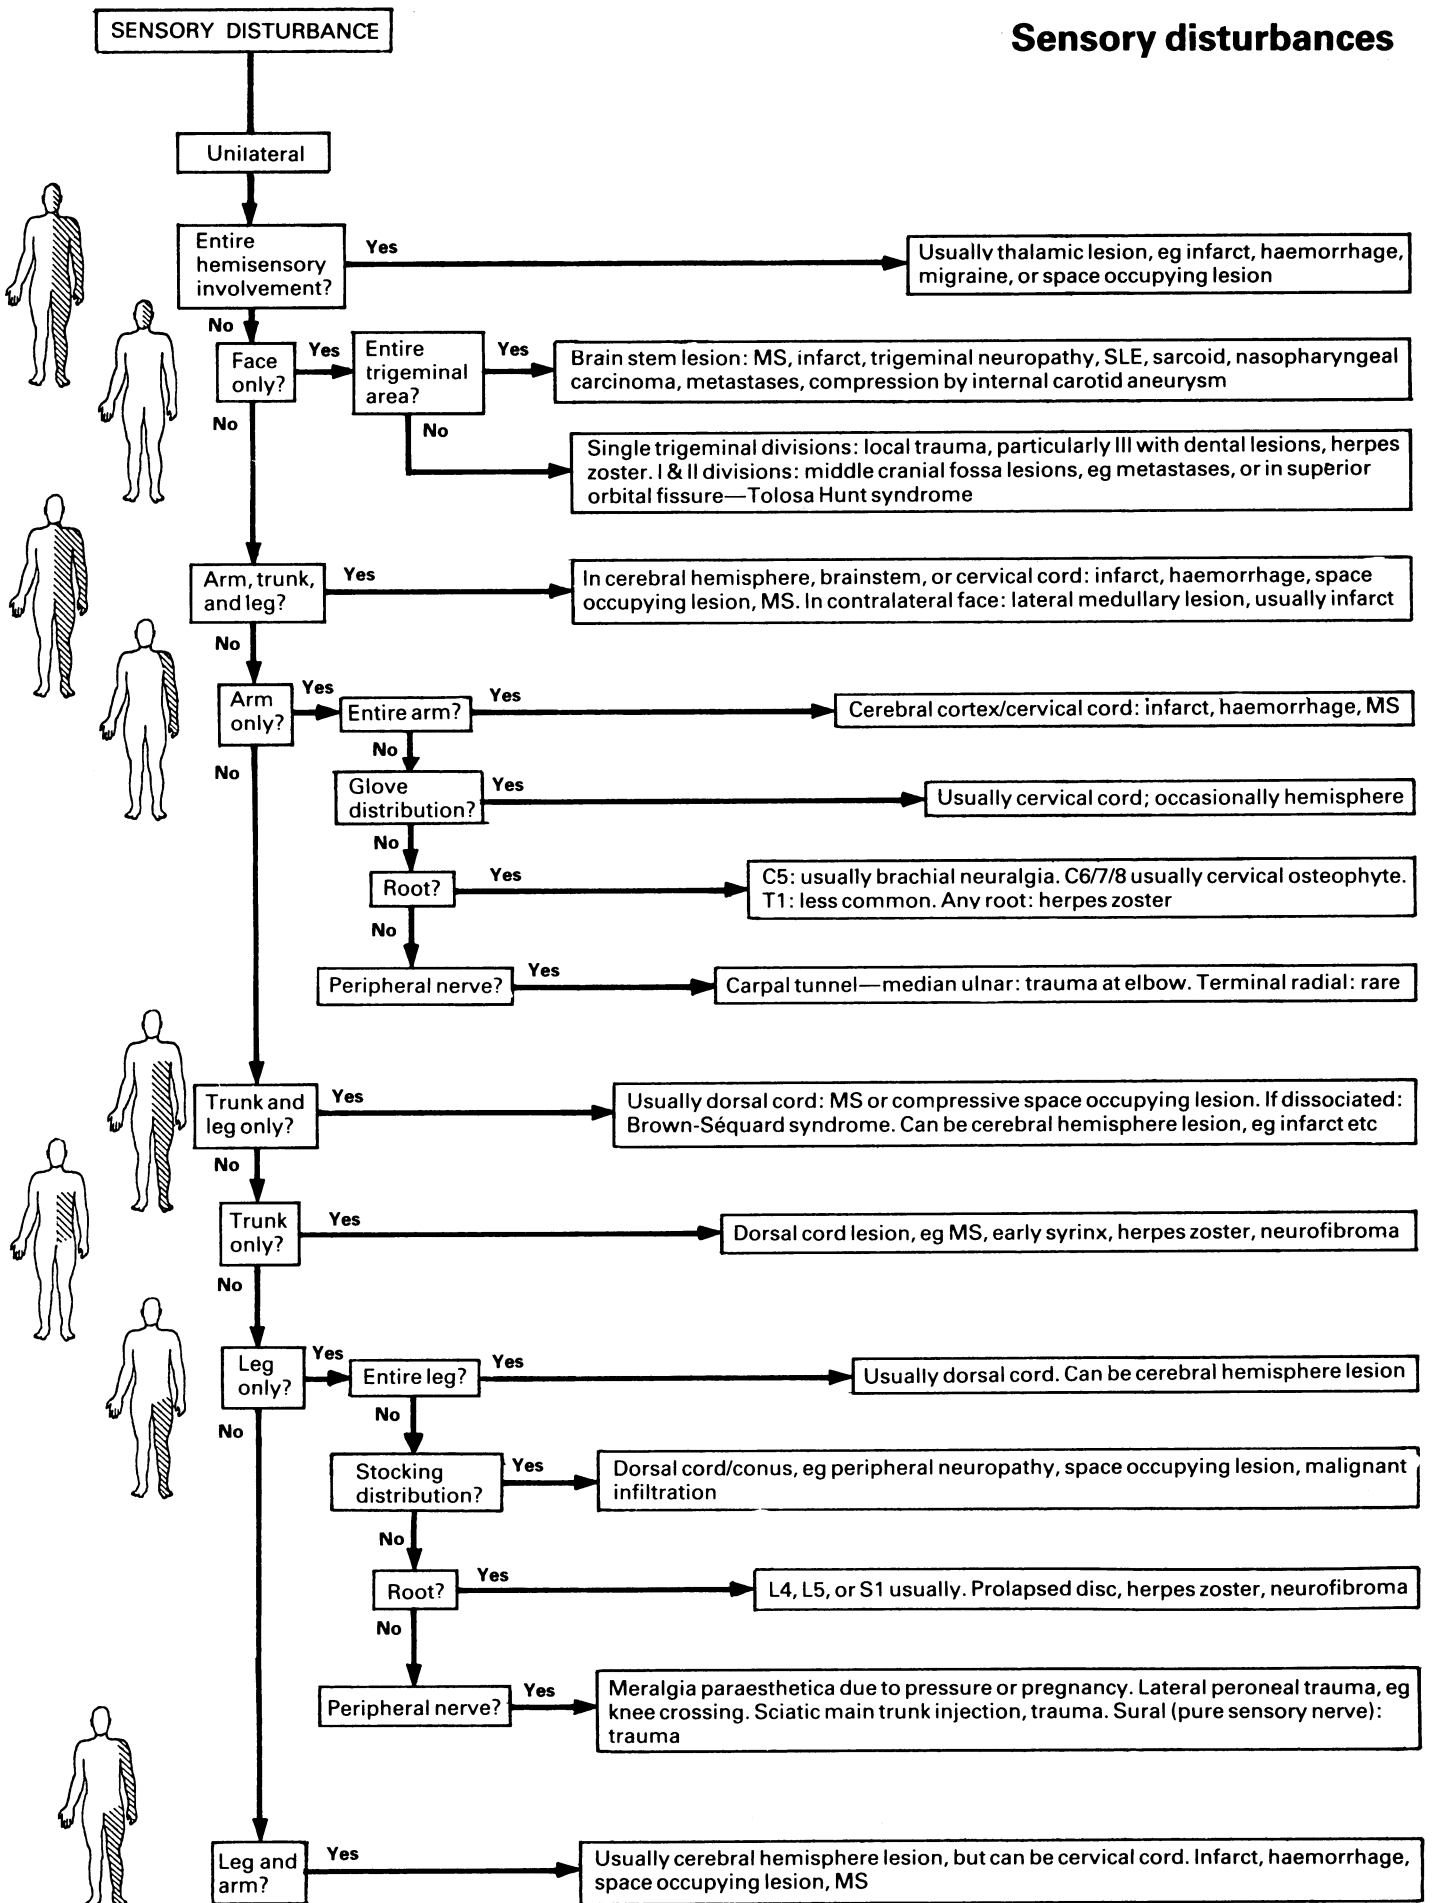 Sensory disturbances
SENSORY DISTURBANCE
Unilateral
Entire
hemisensory
involvement?
Yes
Usually thalamic lesion, eg infarct, haemorrhage,
migraine, or space occupying lesion
No
Face
only?
Yes
Entire
trigeminal
area?
Yes
Brain stem lesion: MS, infarct, trigeminal neuropathy, SLE, sarcoid, nasopharyngeal
carcinoma, metastases, compression by internal carotid aneurysm
No
No
Single trigeminal divisions: local trauma, particularly III with dental lesions, herpes
zoster. I & II divisions: middle cranial fossa lesions, eg metastases, or in superior
orbital fissure—Tolosa Hunt syndrome
Arm, trunk,
and leg?
Yes
In cerebral hemisphere, brainstem, or cervical cord: infarct, haemorrhage, space
occupying lesion, MS. In contralateral face: lateral medullary lesion, usually infarct
No
Arm
only?
Yes
Entire arm?
Yes
Cerebral cortex/cervical cord: infarct, haemorrhage, MS
No
No
Glove
distribution?
Yes
Usually cervical cord; occasionally hemisphere
No
Root?
Yes
C5: usually brachial neuralgia. C6/7/8 usually cervical osteophyte.
T1: less common. Any root: herpes zoster
No
Peripheral nerve?
Yes
Carpal tunnel—median ulnar: trauma at elbow. Terminal radial: rare
Trunk and
leg only?
Yes
Usually dorsal cord: MS or compressive space occupying lesion. If dissociated:
Brown-Séquard syndrome. Can be cerebral hemisphere lesion, eg infarct etc
No
Trunk
only?
Yes
Dorsal cord lesion, eg MS, early syrinx, herpes zoster, neurofibroma
No
Leg
only?
Yes
Entire leg?
Yes
Usually dorsal cord. Can be cerebral hemisphere lesion
No
No
Stocking
distribution?
Yes
Dorsal cord/conus, eg peripheral neuropathy, space occupying lesion, malignant
infiltration
No
Root?
Yes
L4, L5, or S1 usually. Prolapsed disc, herpes zoster, neurofibroma
No
Peripheral nerve?
Yes
Meralgia paraesthetica due to pressure or pregnancy. Lateral peroneal trauma, eg
knee crossing. Sciatic main trunk injection, trauma. Sural (pure sensory nerve):
trauma
Leg and
arm?
Yes
Usually cerebral hemisphere lesion, but can be cervical cord. Infarct, haemorrhage,
space occupying lesion, MS